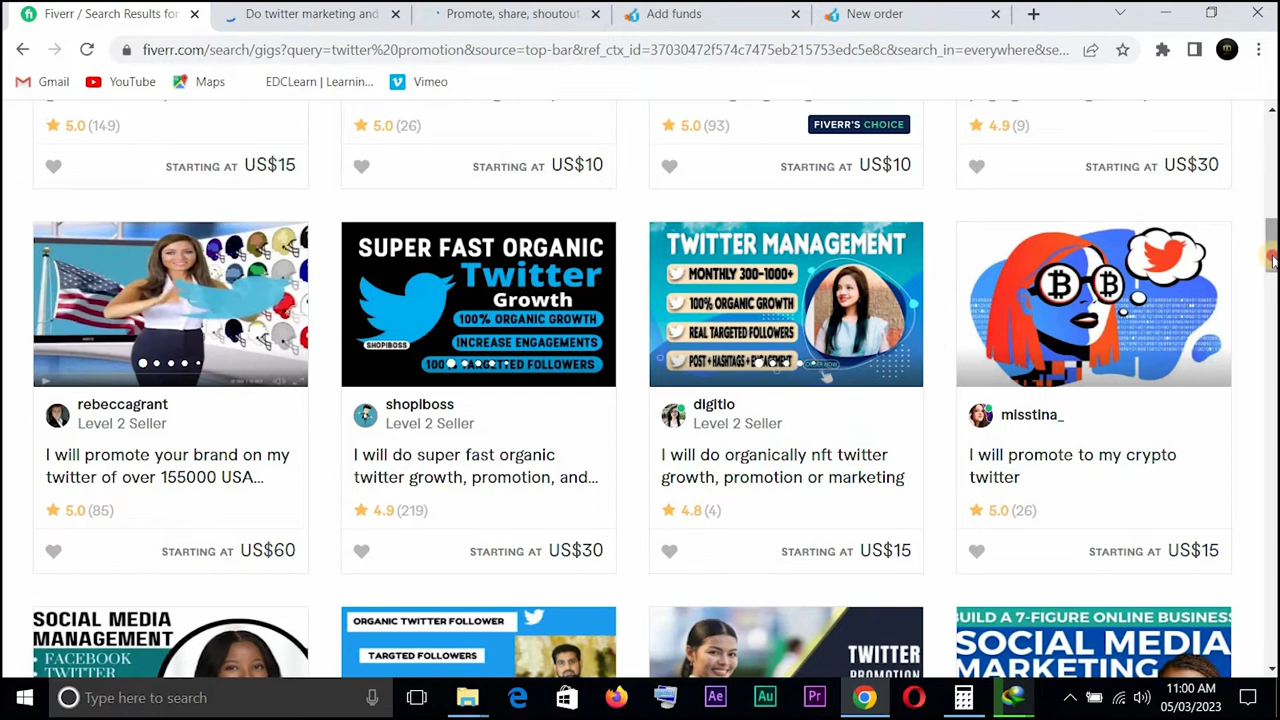 Fiverr / Search Results for
Do twitter marketing and
Promote, share, shoutout
Add funds
New order
fiverr.com/search/gigs?query=twitter%20promotion&source=top-bar&ref_ctx_id=37030472f574c7475eb215753edc5e8c&search_in=everywhere&se...
Gmail
YouTube
Maps
EDCLearn | Learnin...
Vimeo
5.0 (149)
5.0 (26)
5.0 (93)
FIVERR'S CHOICE
4.9 (9)
STARTING AT US$15
STARTING AT US$10
STARTING AT US$10
STARTING AT US$30
SUPER FAST ORGANIC
Twitter
Growth
100% ORGANIC GROWTH
INCREASE ENGAGEMENTS
SHOPIBOSS
TWITTER MANAGEMENT
MONTHLY 300-1000+
100% ORGANIC GROWTH
REAL TARGETED FOLLOWERS
rebeccagrant
Level 2 Seller
I will promote your brand on my
twitter of over 155000 USA...
5.0 (85)
STARTING AT US$60
shopiboss
Level 2 Seller
I will do super fast organic
twitter growth, promotion, and...
4.9 (219)
STARTING AT US$30
digitio
Level 2 Seller
I will do organically nft twitter
growth, promotion or marketing
4.8 (4)
STARTING AT US$15
misstina_
I will promote to my crypto
twitter
5.0 (26)
STARTING AT US$15
SOCIAL MEDIA
MANAGEMENT
FACEBOOK
TWITTER
ORGANIC TWITTER FOLLOWER
TARGTED FOLLOWERS
TWITTER
PROMOTION
BUILD A 7-FIGURE ONLINE BUSINESS
SOCIAL MEDIA
MARKETING
Type here to search
Ae
Au
Pr
11:00 AM
05/03/2023